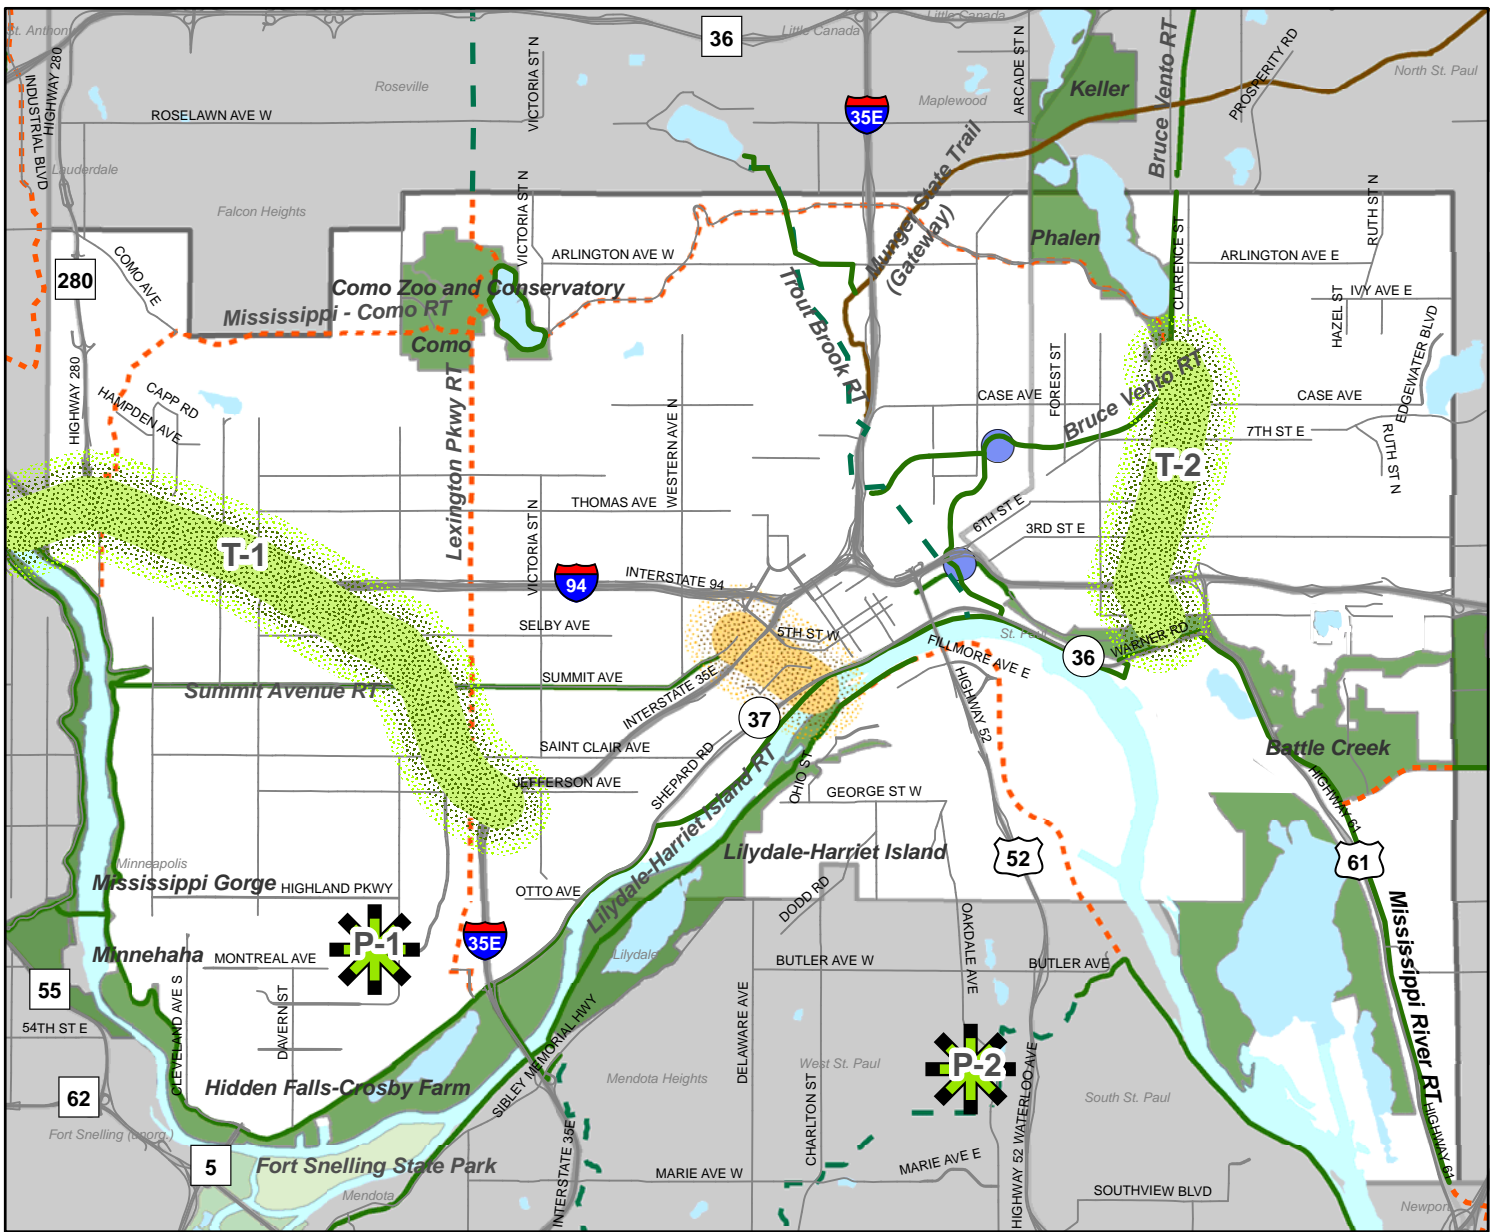 St. Anthony
36
Little Canada
Little Canada
Bruce Vento RT
ARCADE ST N
PROSPERITY RD
North St. Paul
INDUSTRIAL BLVD
HIGHWAY 280
VICTORIA ST N
Roseville
Keller
Maplewood
ROSELAWN AVE W
35E
Lauderdale
Munger State Trail
(Gateway)
Falcon Heights
VICTORIA ST N
RUTH ST N
Phalen
CLARENCE ST
COMO AVE
ARLINGTON AVE W
ARLINGTON AVE E
280
Como Zoo and Conservatory
Mississippi - Como RT
Trout Brook RT
HAZEL ST
IVY AVE E
Como
EDGEWATER BLVD
HIGHWAY 280
CAPP RD
HAMPDEN AVE
Lexington Pkwy RT
WESTERN AVE N
CASE AVE
FOREST ST
Bruce Vento RT
CASE AVE
7TH ST E
RUTH ST N
T-2
THOMAS AVE
VICTORIA ST N
6TH ST E
3RD ST E
T-1
94
INTERSTATE 94
SELBY AVE
5TH ST W
St. Paul
FILLMORE AVE E
36
WARNER RD
Summit Avenue RT
SUMMIT AVE
INTERSTATE 35E
37
HIGHWAY 52
SAINT CLAIR AVE
SHEPARD RD
Battle Creek
JEFFERSON AVE
OHIO ST
GEORGE ST W
HIGHWAY 61
Lilydale-Harriet Island RT
Lilydale-Harriet Island
52
61
Minneapolis
Mississippi Gorge
HIGHLAND PKWY
OTTO AVE
DODD RD
Mississippi River RT
P-1
35E
OAKDALE AVE
Minnehaha
MONTREAL AVE
Lilydale
BUTLER AVE W
BUTLER AVE
55
54TH ST E
CLEVELAND AVE S
DAVERN ST
SIBLEY MEMORIAL HWY
DELAWARE AVE
P-2
West St. Paul
Mendota Heights
HIGHWAY 52
WATERLOO AVE
62
Hidden Falls-Crosby Farm
South St. Paul
CHARLTON ST
HIGHWAY 61
Fort Snelling (unorg.)
5
Fort Snelling State Park
INTERSTATE 35E
MARIE AVE W
MARIE AVE E
Mendota
SOUTHVIEW BLVD
Newport